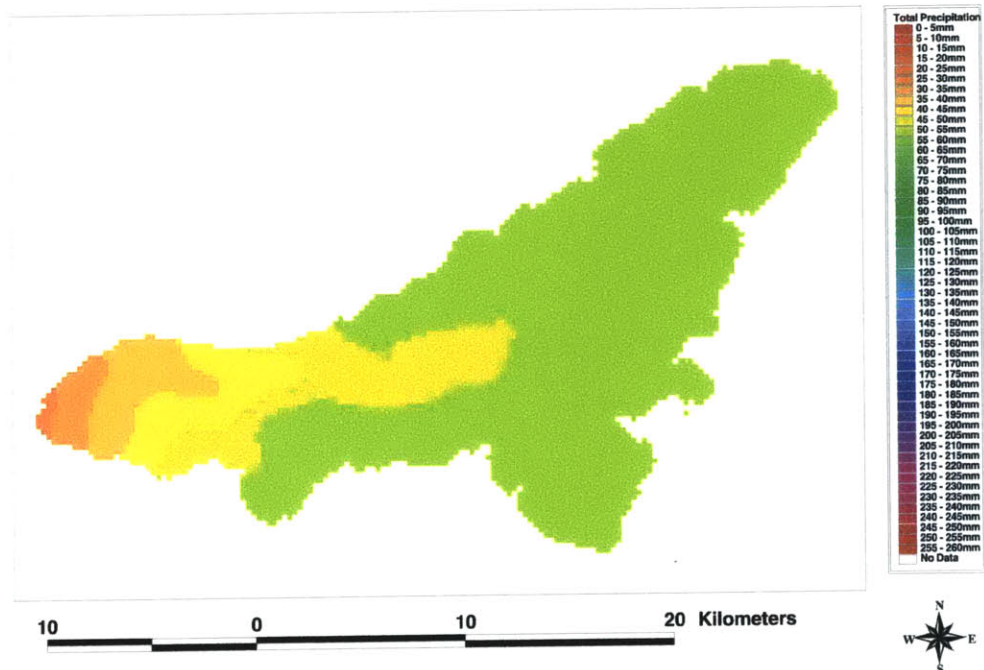 Total Precipitation
0 - 5mm
5 - 10mm
10 - 15mm
15 - 20mm
20 - 25mm
25 - 30mm
30 - 35mm
35 - 40mm
40 - 45mm
45 - 50mm
50 - 55mm
55 - 60mm
60 - 65mm
65 - 70mm
70 - 75mm
75 - 80mm
80 - 85mm
85 - 90mm
90 - 95mm
95 - 100mm
100 - 105mm
105 - 110mm
110 - 115mm
115 - 120mm
120 - 125mm
125 - 130mm
130 - 135mm
135 - 140mm
140 - 145mm
145 - 150mm
150 - 155mm
155 - 160mm
160 - 165mm
165 - 170mm
170 - 175mm
175 - 180mm
180 - 185mm
185 - 190mm
190 - 195mm
195 - 200mm
200 - 205mm
205 - 210mm
210 - 215mm
215 - 220mm
220 - 225mm
225 - 230mm
230 - 235mm
235 - 240mm
240 - 245mm
245 - 250mm
250 - 255mm
255 - 260mm
No Data
10 0 10 20 Kilometers
N
W E
S